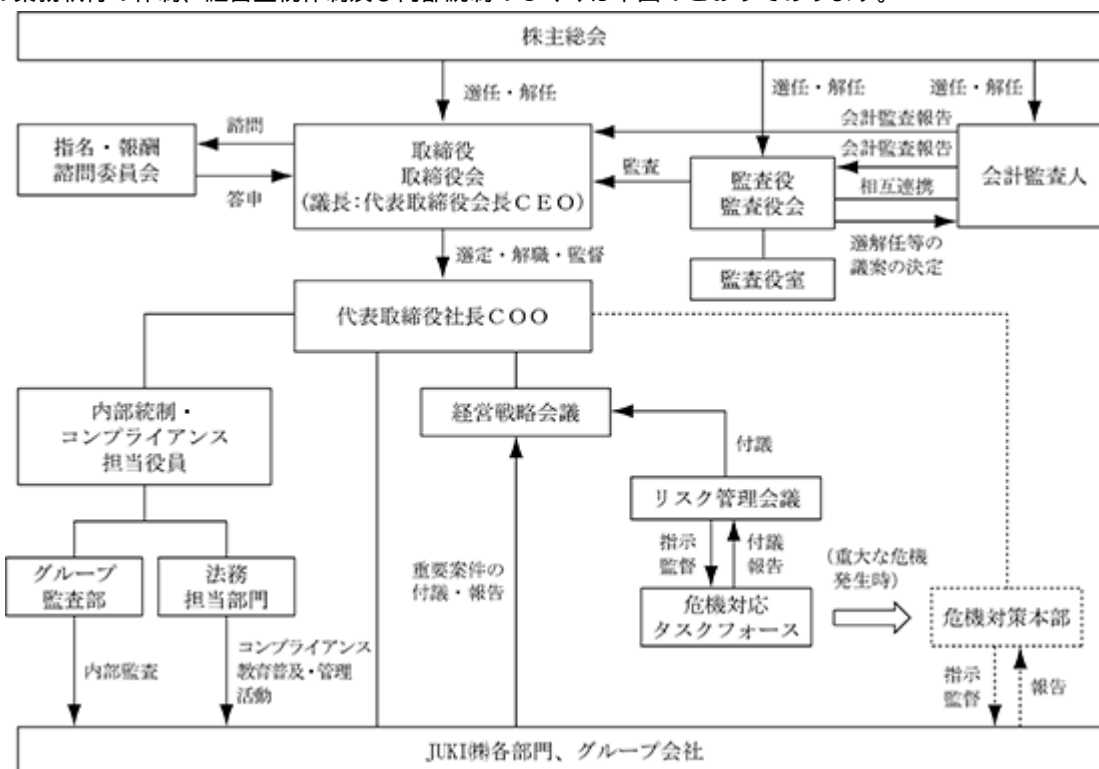 株主総会
選任・解任
選任・解任
選任・解任
指名・報酬
諮問委員会
諮問
答申
取締役
取締役会
(議長：代表取締役会長ＣＥＯ)
監査
会計監査報告
会計監査報告
相互連携
監査役
監査役会
会計監査人
選解任等の
議案の決定
監査役室
選定・解職・監督
代表取締役社長ＣＯＯ
内部統制・
コンプライアンス
担当役員
経営戦略会議
付議
リスク管理会議
指示
監督
付議
報告
危機対応
タスクフォース
(重大な危機
発生時)
危機対策本部
グループ
監査部
法務
担当部門
重要案件の
付議・報告
内部監査
コンプライアンス
教育普及・管理
活動
指示
監督
報告
JUKI㈱各部門、グループ会社